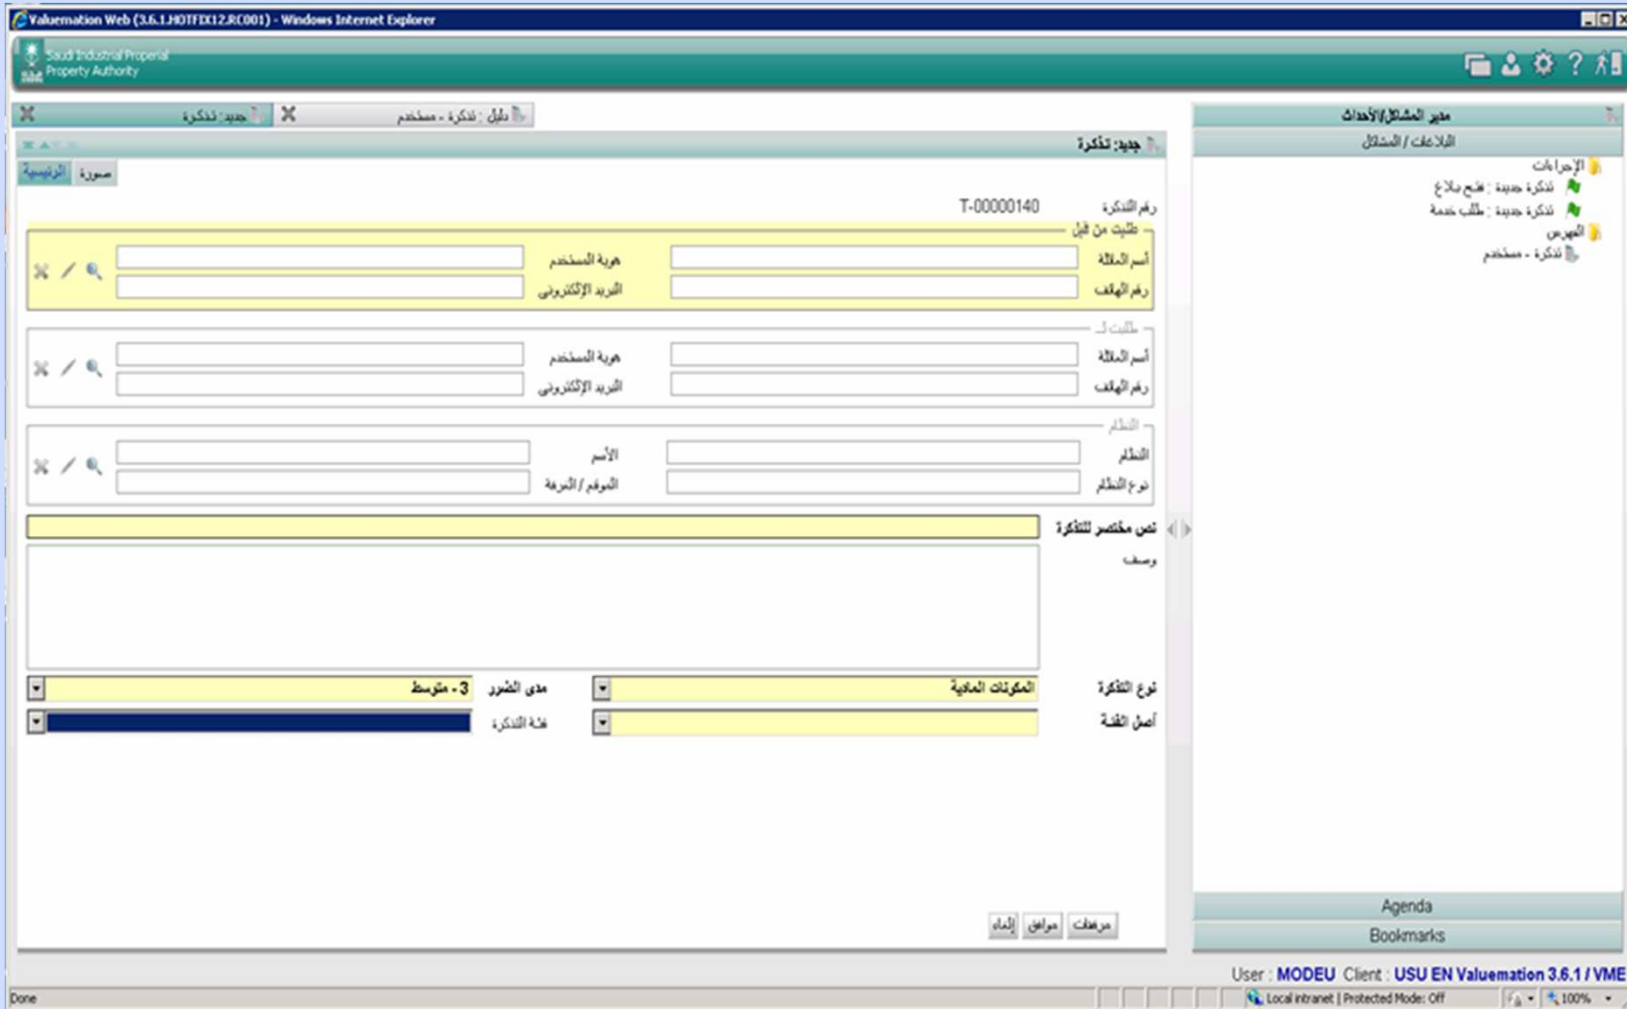 Valuemation Web (3.6.1.HOTFIX12.RC001) - Windows Internet Explorer
Saudi Industrial Properial
Property Authority
مدير المشاكل/الأحداث
البلاغات / المشاكل
الإجراءات
تذكرة جديدة : فتح بلاغ
تذكرة جديدة : طلب خدمة
الفهرس
تذكرة - مستخدم
Agenda
Bookmarks
دليل : تذكرة - مستخدم
جديد: تذكرة
جديد: تذكرة
صورة
الرئيسية
رقم التذكرة T-00000140
طلبت من قبل
أسم العائلة هوية المستخدم
رقم الهاتف البريد الإلكتروني
طلبت لـ
أسم العائلة هوية المستخدم
رقم الهاتف البريد الإلكتروني
النظام
النظام الأسم
نوع النظام الموقع / الغرفة
نص مختصر للتذكرة
وصف
نوع التذكرة المكونات المادية مدى الضرر 3 - متوسط
أصل الفئة فئة التذكرة
مرفقات موافق إلغاء
User : MODEU Client : USU EN Valuemation 3.6.1 / VME
Done Local intranet | Protected Mode: Off 100%